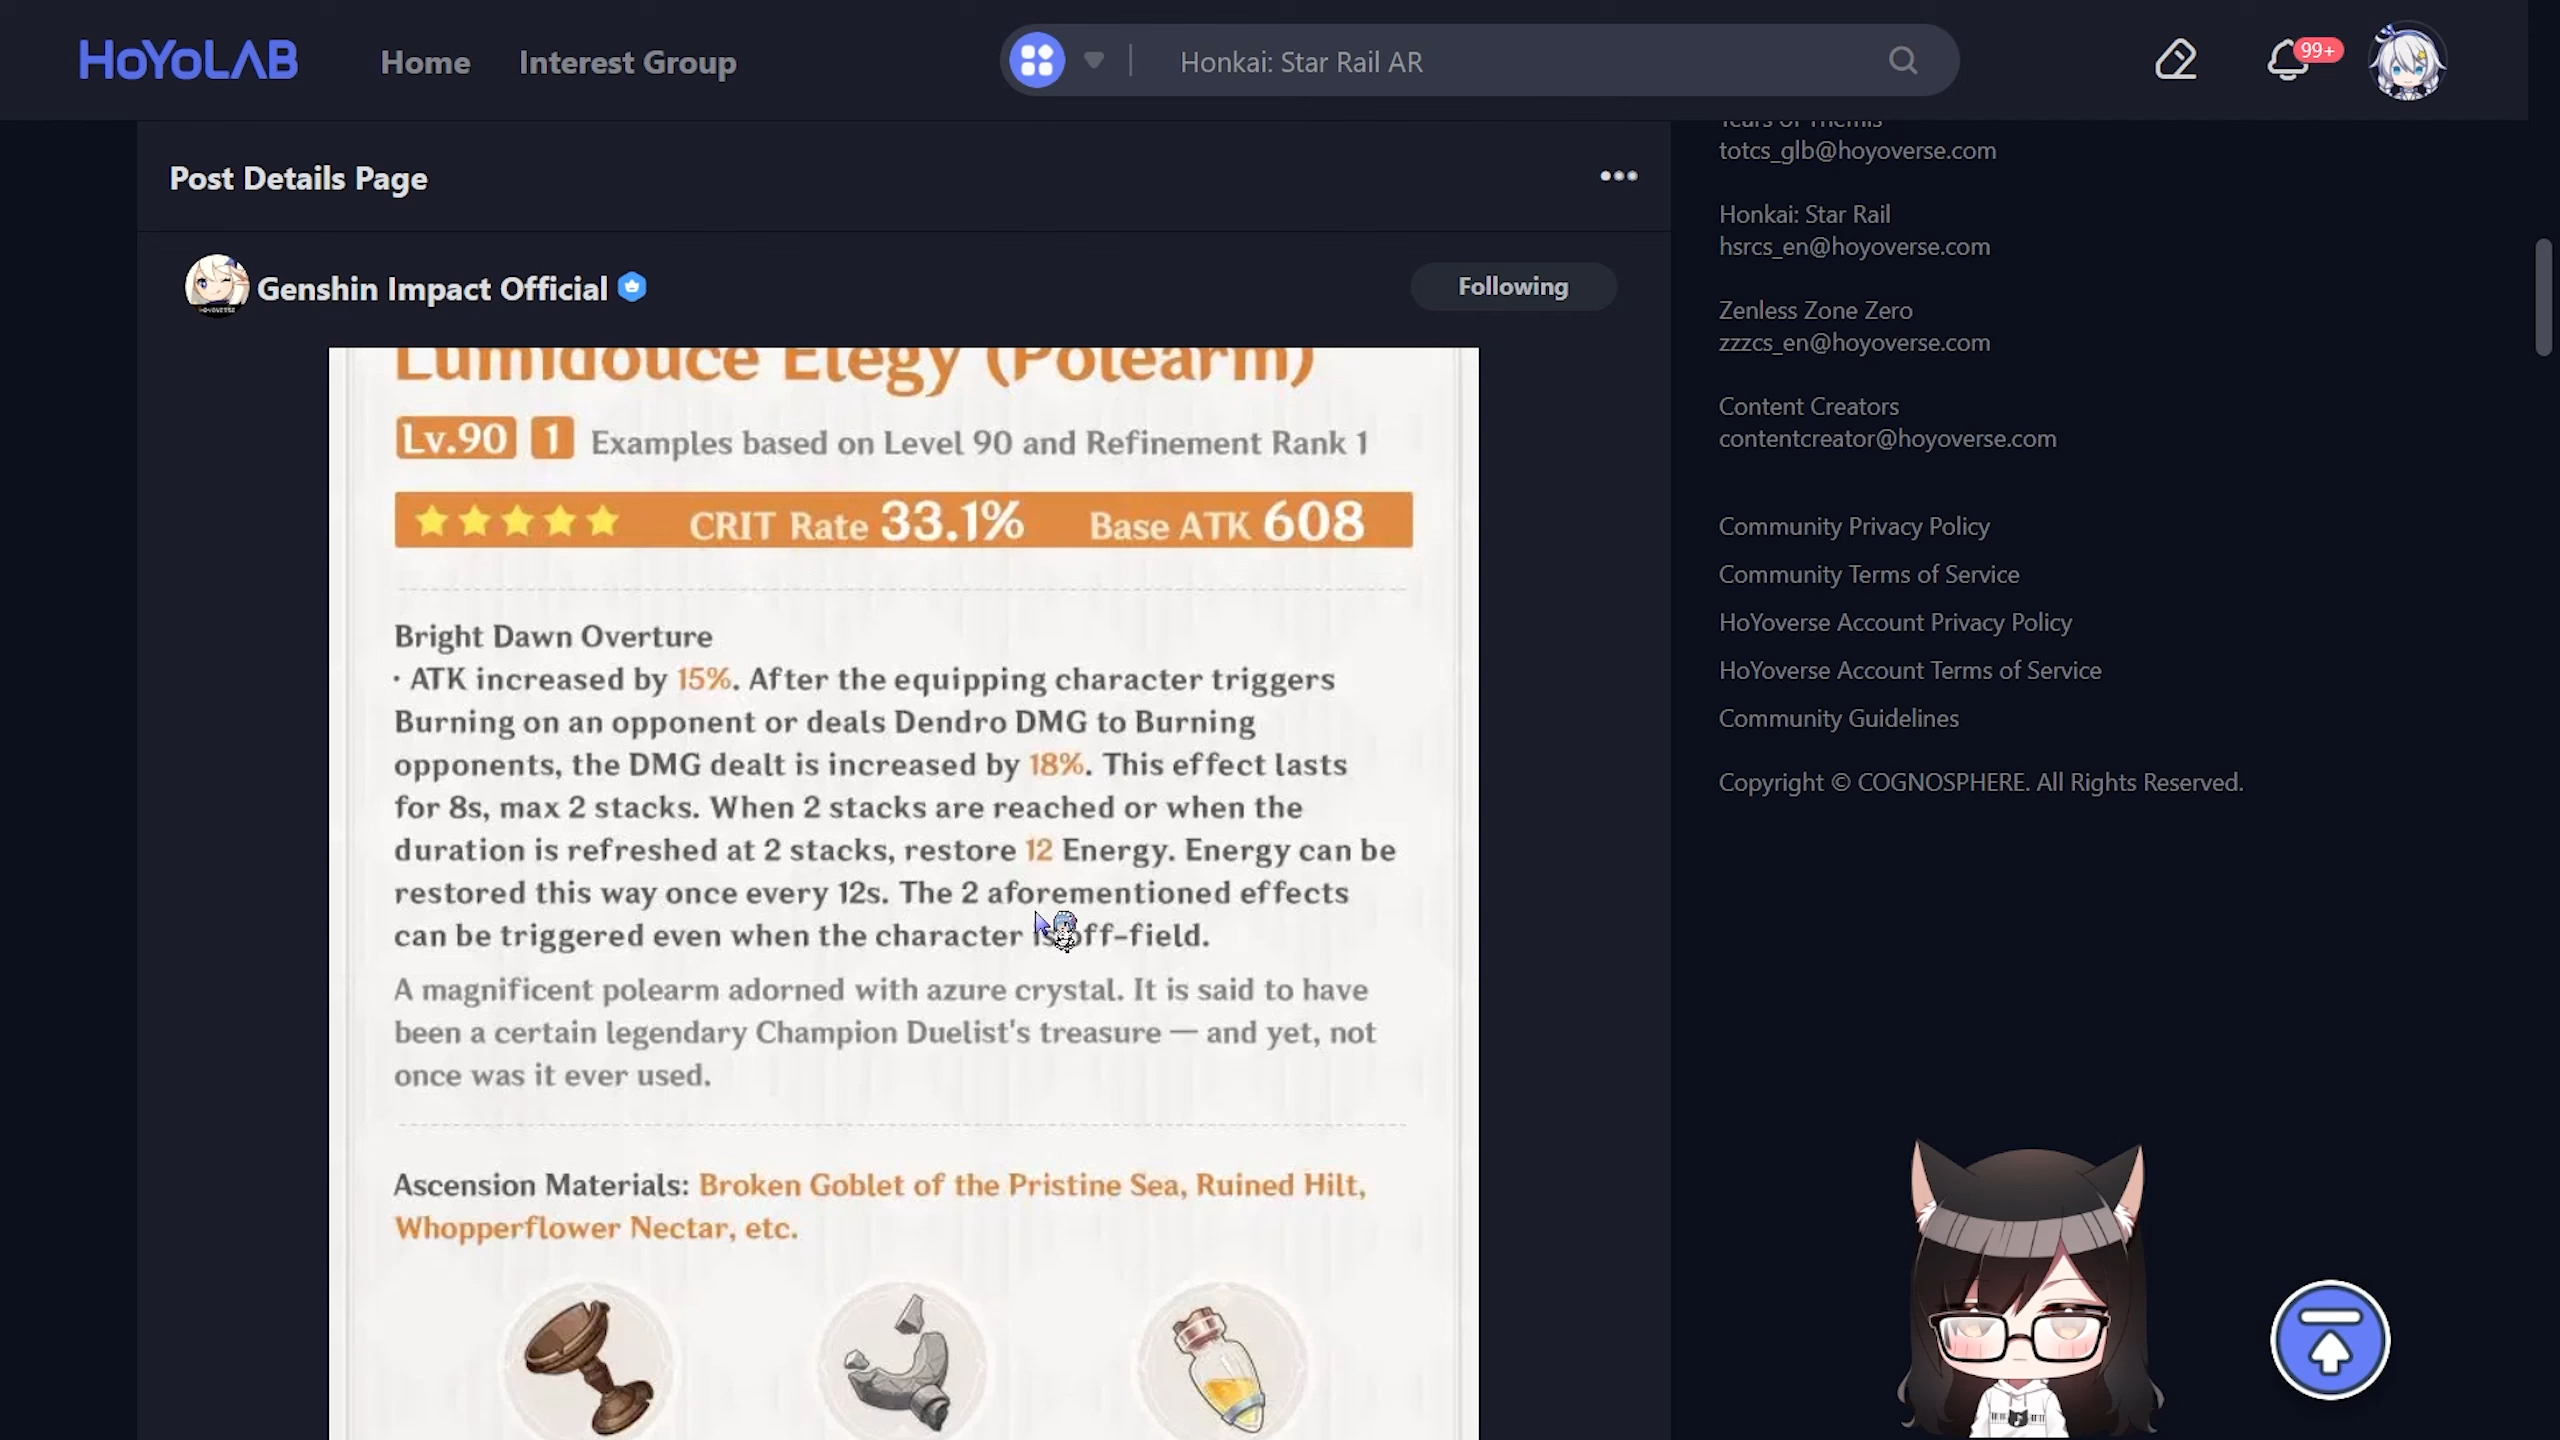 HoYoLAB
Home
Interest Group
Honkai: Star Rail AR
99+
Post Details Page
Genshin Impact Official
Following
Lumidouce Elegy (Polearm)
Lv.90 1 Examples based on Level 90 and Refinement Rank 1
CRIT Rate 33.1% Base ATK 608
Bright Dawn Overture
· ATK increased by 15%. After the equipping character triggers
Burning on an opponent or deals Dendro DMG to Burning
opponents, the DMG dealt is increased by 18%. This effect lasts
for 8s, max 2 stacks. When 2 stacks are reached or when the
duration is refreshed at 2 stacks, restore 12 Energy. Energy can be
restored this way once every 12s. The 2 aforementioned effects
can be triggered even when the character is off-field.
A magnificent polearm adorned with azure crystal. It is said to have
been a certain legendary Champion Duelist's treasure — and yet, not
once was it ever used.
Ascension Materials: Broken Goblet of the Pristine Sea, Ruined Hilt,
Whopperflower Nectar, etc.
Tears of Themis
totcs_glb@hoyoverse.com
Honkai: Star Rail
hsrcs_en@hoyoverse.com
Zenless Zone Zero
zzzcs_en@hoyoverse.com
Content Creators
contentcreator@hoyoverse.com
Community Privacy Policy
Community Terms of Service
HoYoverse Account Privacy Policy
HoYoverse Account Terms of Service
Community Guidelines
Copyright © COGNOSPHERE. All Rights Reserved.